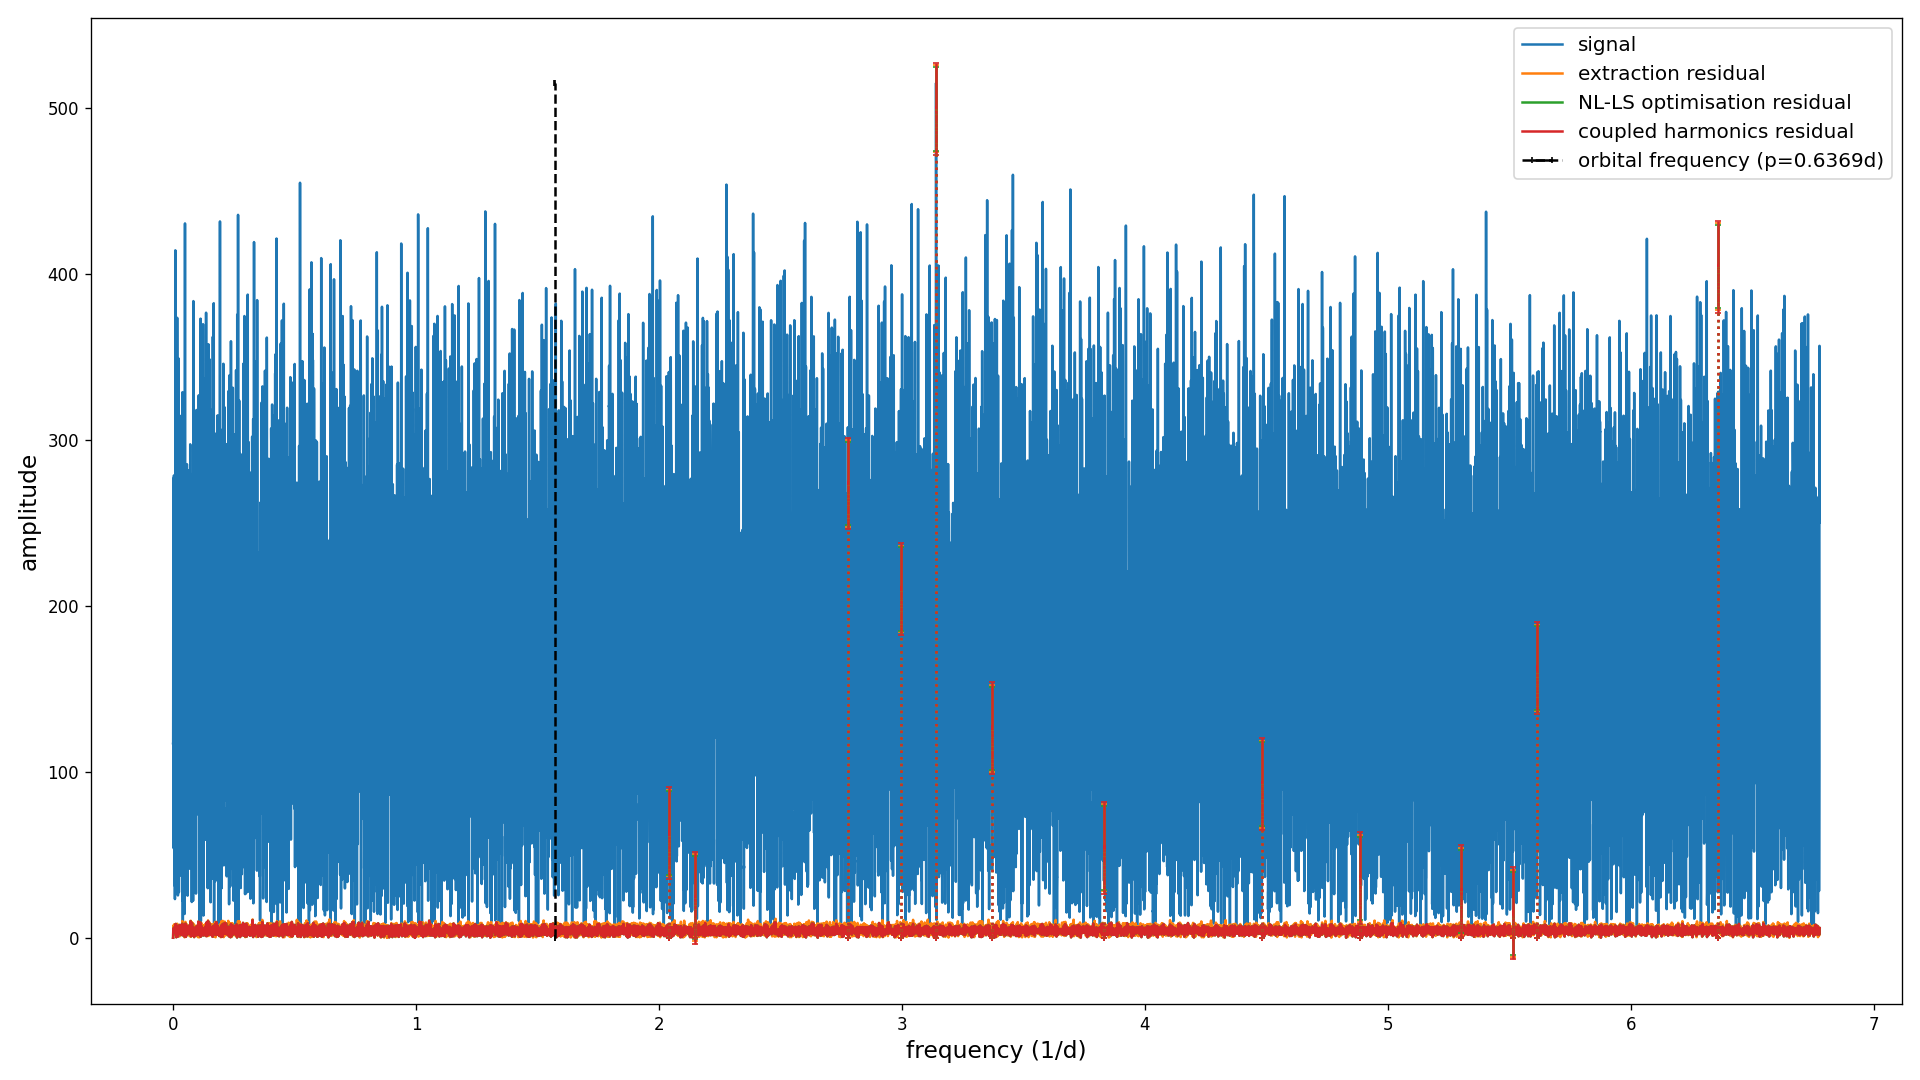 signal
extraction residual
NL-LS optimisation residual
coupled harmonics residual
orbital frequency (p=0.6369d)
amplitude
500
400
300
200
100
0
0 1 2 3 4 5 6 7
frequency (1/d)